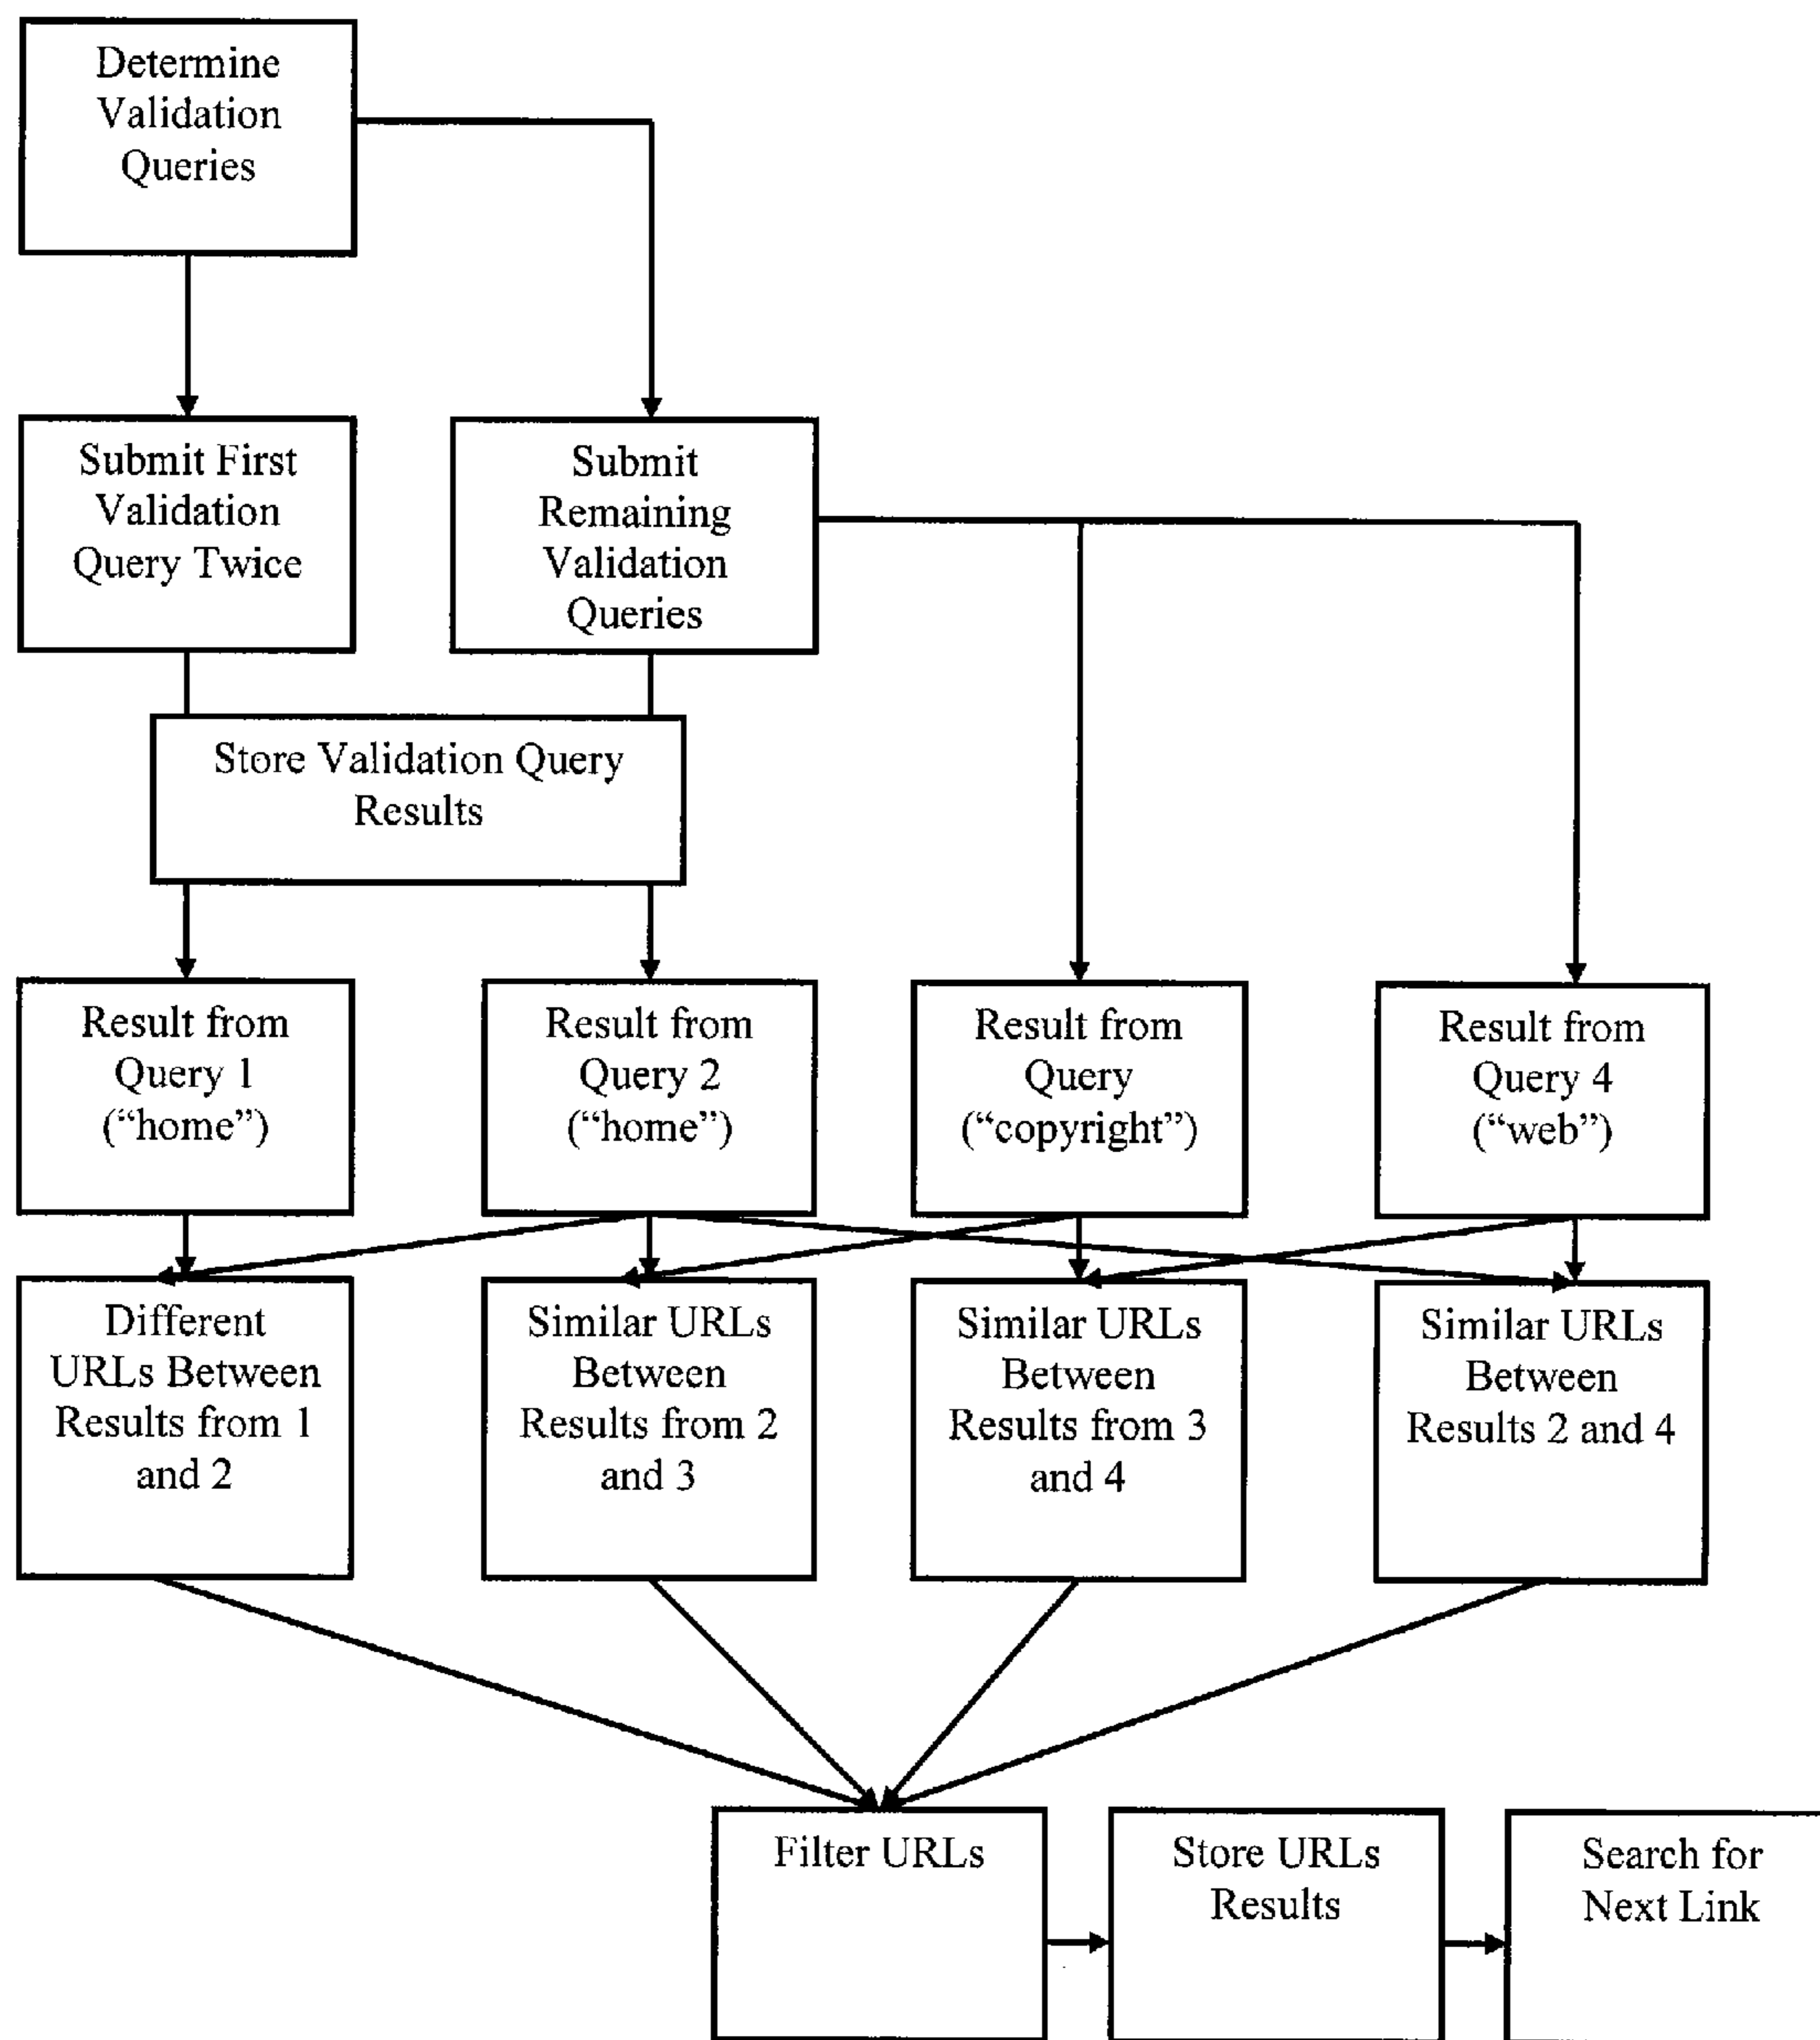 Determine
Validation
Queries
Submit First
Validation
Query Twice
Submit
Remaining
Validation
Queries
Store Validation Query
Results
Result from
Query 1
(“home”)
Result from
Query 2
(“home”)
Result from
Query
(“copyright”)
Result from
Query 4
(“web”)
Different
URLs Between
Results from 1
and 2
Similar URLs
Between
Results from 2
and 3
Similar URLs
Between
Results from 3
and 4
Similar URLs
Between
Results 2 and 4
Filter URLs
Store URLs
Results
Search for
Next Link